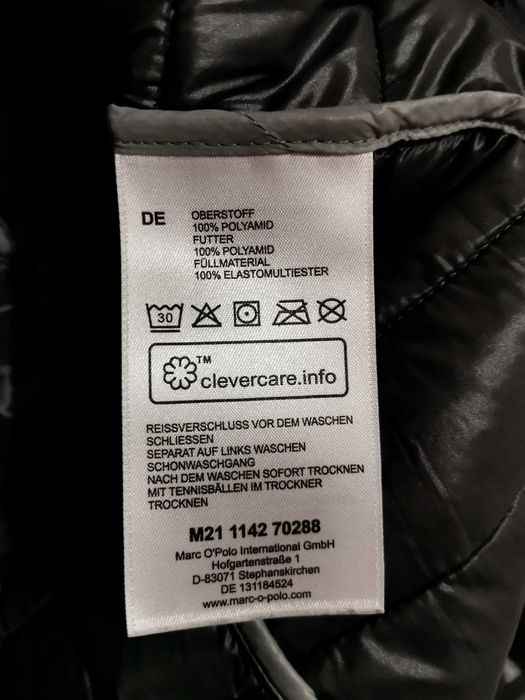 DE
OBERSTOFF
100% POLYAMID
FUTTER
100% POLYAMID
FÜLLMATERIAL
100% ELASTOMULTIESTER
30
™
clevercare.info
REISSVERSCHLUSS VOR DEM WASCHEN
SCHLIESSEN
SEPARAT AUF LINKS WASCHEN
SCHONWASCHGANG
NACH DEM WASCHEN SOFORT TROCKNEN
MIT TENNISBÄLLEN IM TROCKNER
TROCKNEN
M21 1142 70288
Marc O'Polo International GmbH
Hofgartenstraße 1
D-83071 Stephanskirchen
DE 131184524
www.marc-o-polo.com